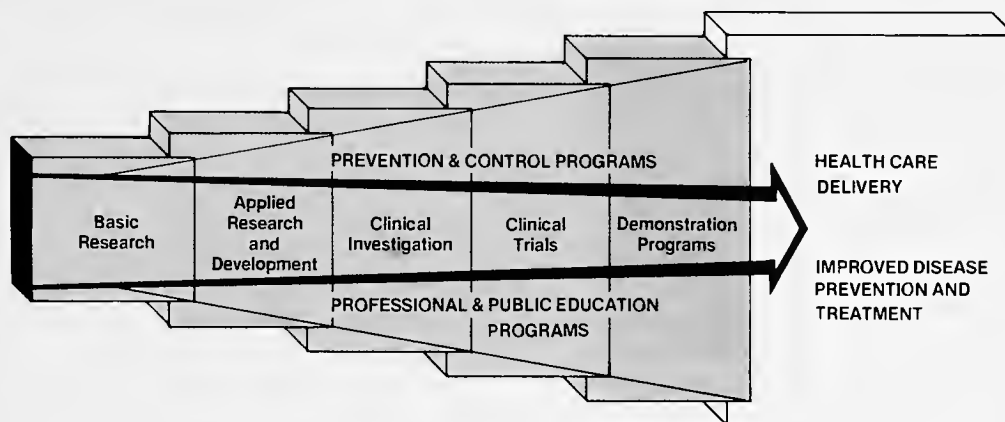 PREVENTION & CONTROL PROGRAMS
HEALTH CARE
DELIVERY
Basic
Research
Applied
Research
and
Development
Clinical
Investigation
Clinical
Trials
Demonstration
Programs
IMPROVED DISEASE
PREVENTION AND
TREATMENT
PROFESSIONAL & PUBLIC EDUCATION
PROGRAMS